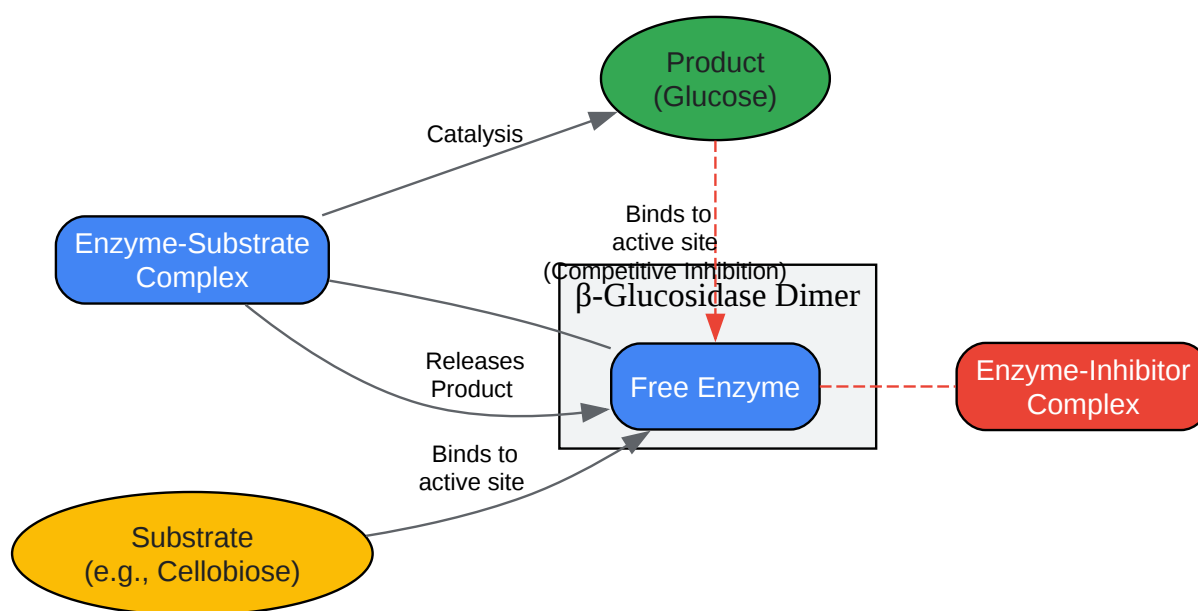 Product
(Glucose)
Catalysis
Binds to
active site
(Competitive Inhibition)
Enzyme-Substrate
Complex
β-Glucosidase Dimer
Releases
Product
Free Enzyme
Enzyme-Inhibitor
Complex
Binds to
active site
Substrate
(e.g., Cellobiose)